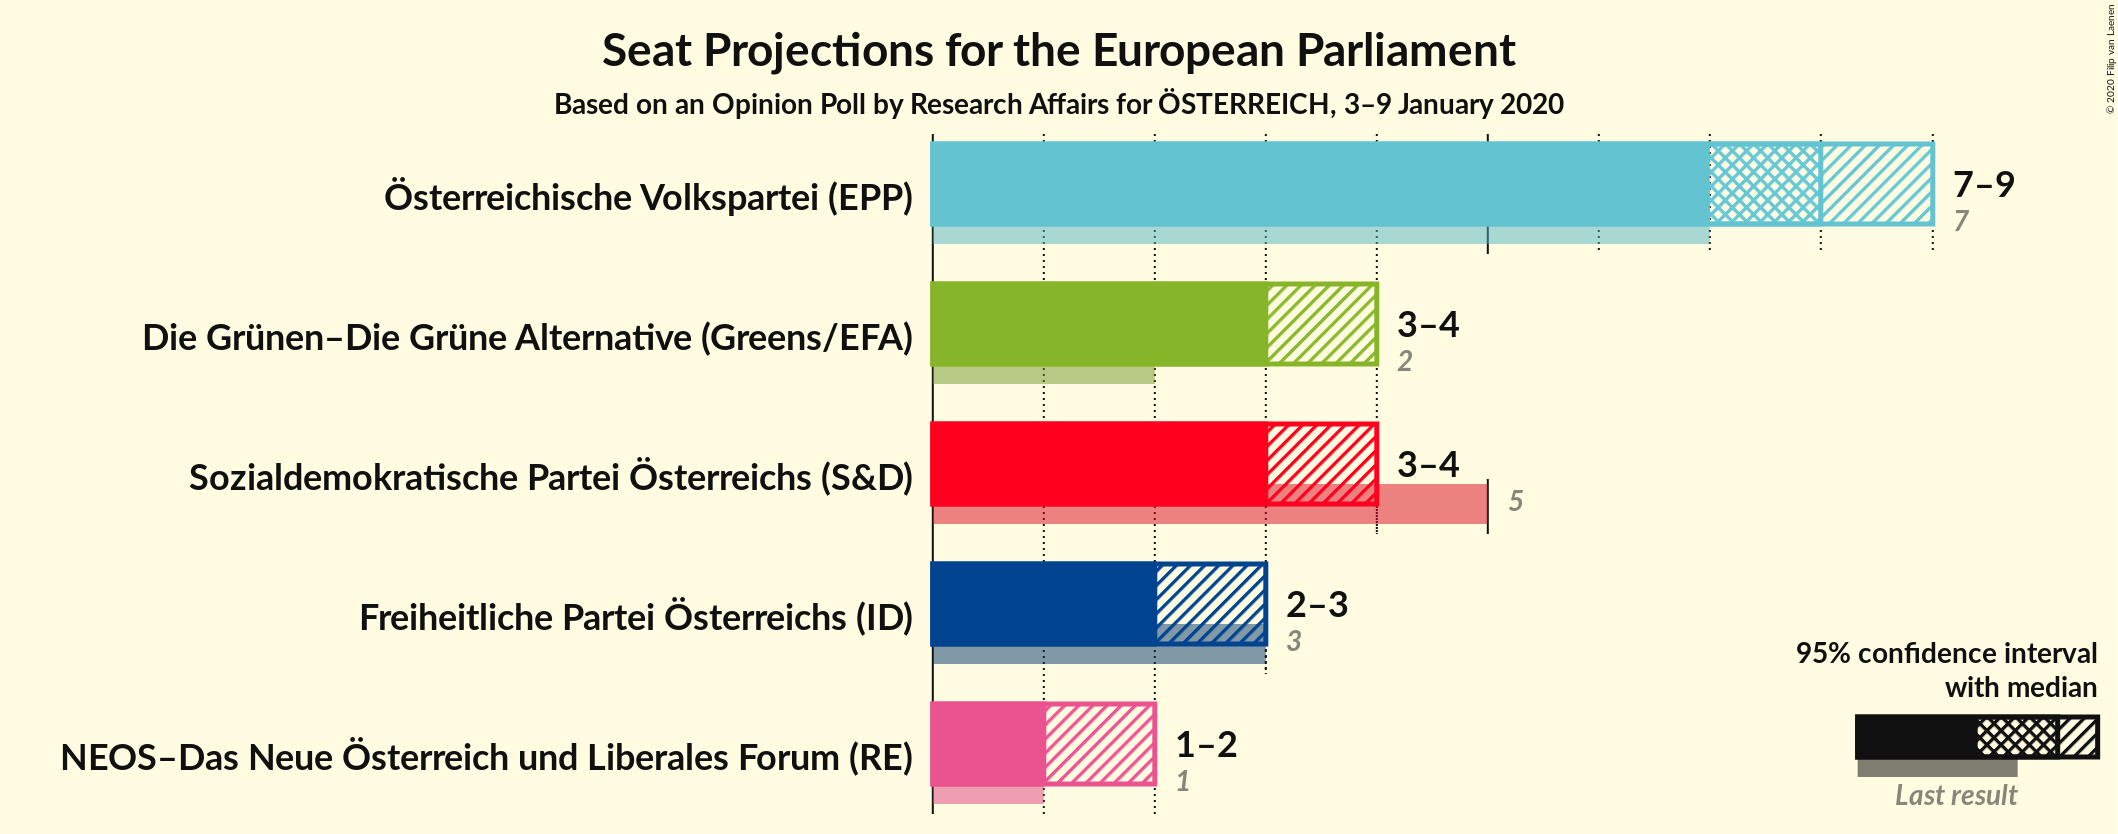 Seat Projections for the European Parliament
Based on an Opinion Poll by Research Affairs for ÖSTERREICH, 3–9 January 2020
© 2020 Filip van Laenen
Österreichische Volkspartei (EPP)
7–9
7
Die Grünen–Die Grüne Alternative (Greens/EFA)
3–4
2
Sozialdemokratische Partei Österreichs (S&D)
3–4
5
Freiheitliche Partei Österreichs (ID)
2–3
3
NEOS–Das Neue Österreich und Liberales Forum (RE)
1–2
1
95% confidence interval
with median
Last result